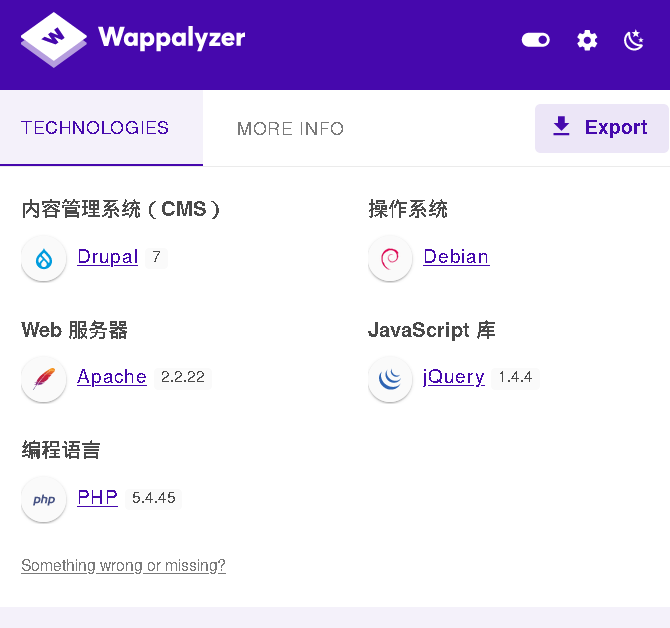 Wappalyzer
TECHNOLOGIES
MORE INFO
Export
内容管理系统（CMS）
Drupal 7
操作系统
Debian
Web 服务器
Apache 2.2.22
JavaScript 库
jQuery 1.4.4
编程语言
php PHP 5.4.45
Something wrong or missing?